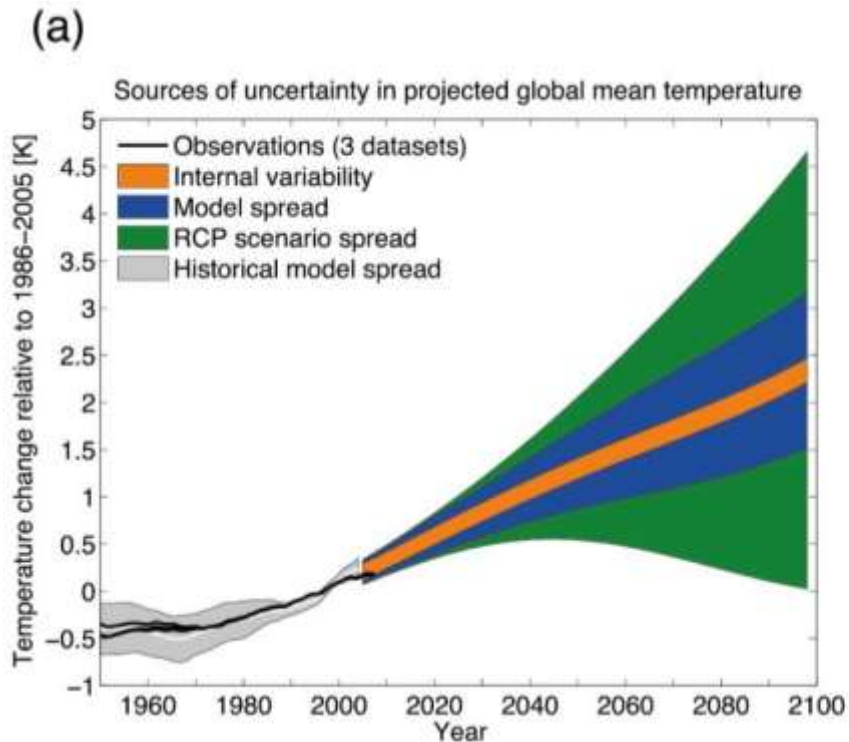 (a)
Sources of uncertainty in projected global mean temperature
Temperature change relative to 1986−2005 [K]
5
4.5
4
3.5
3
2.5
2
1.5
1
0.5
0
−0.5
−1
Observations (3 datasets)
Internal variability
Model spread
RCP scenario spread
Historical model spread
1960 1980 2000 2020 2040 2060 2080 2100
Year